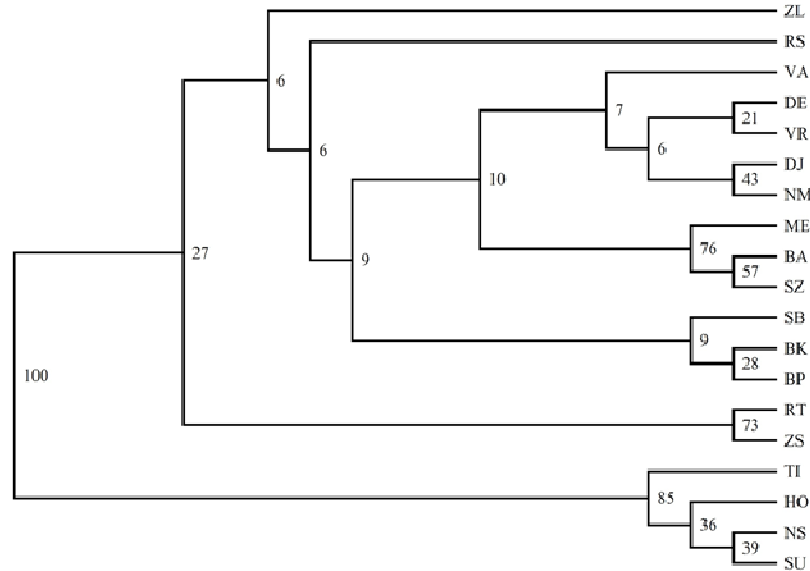 ZL
RS
VA
6
DE
7
21
VR
6
6
DJ
10
43
NM
ME
76
BA
27
9
57
SZ
SB
9
BK
28
100
BP
RT
73
ZS
TI
85
HO
36
NS
39
SU